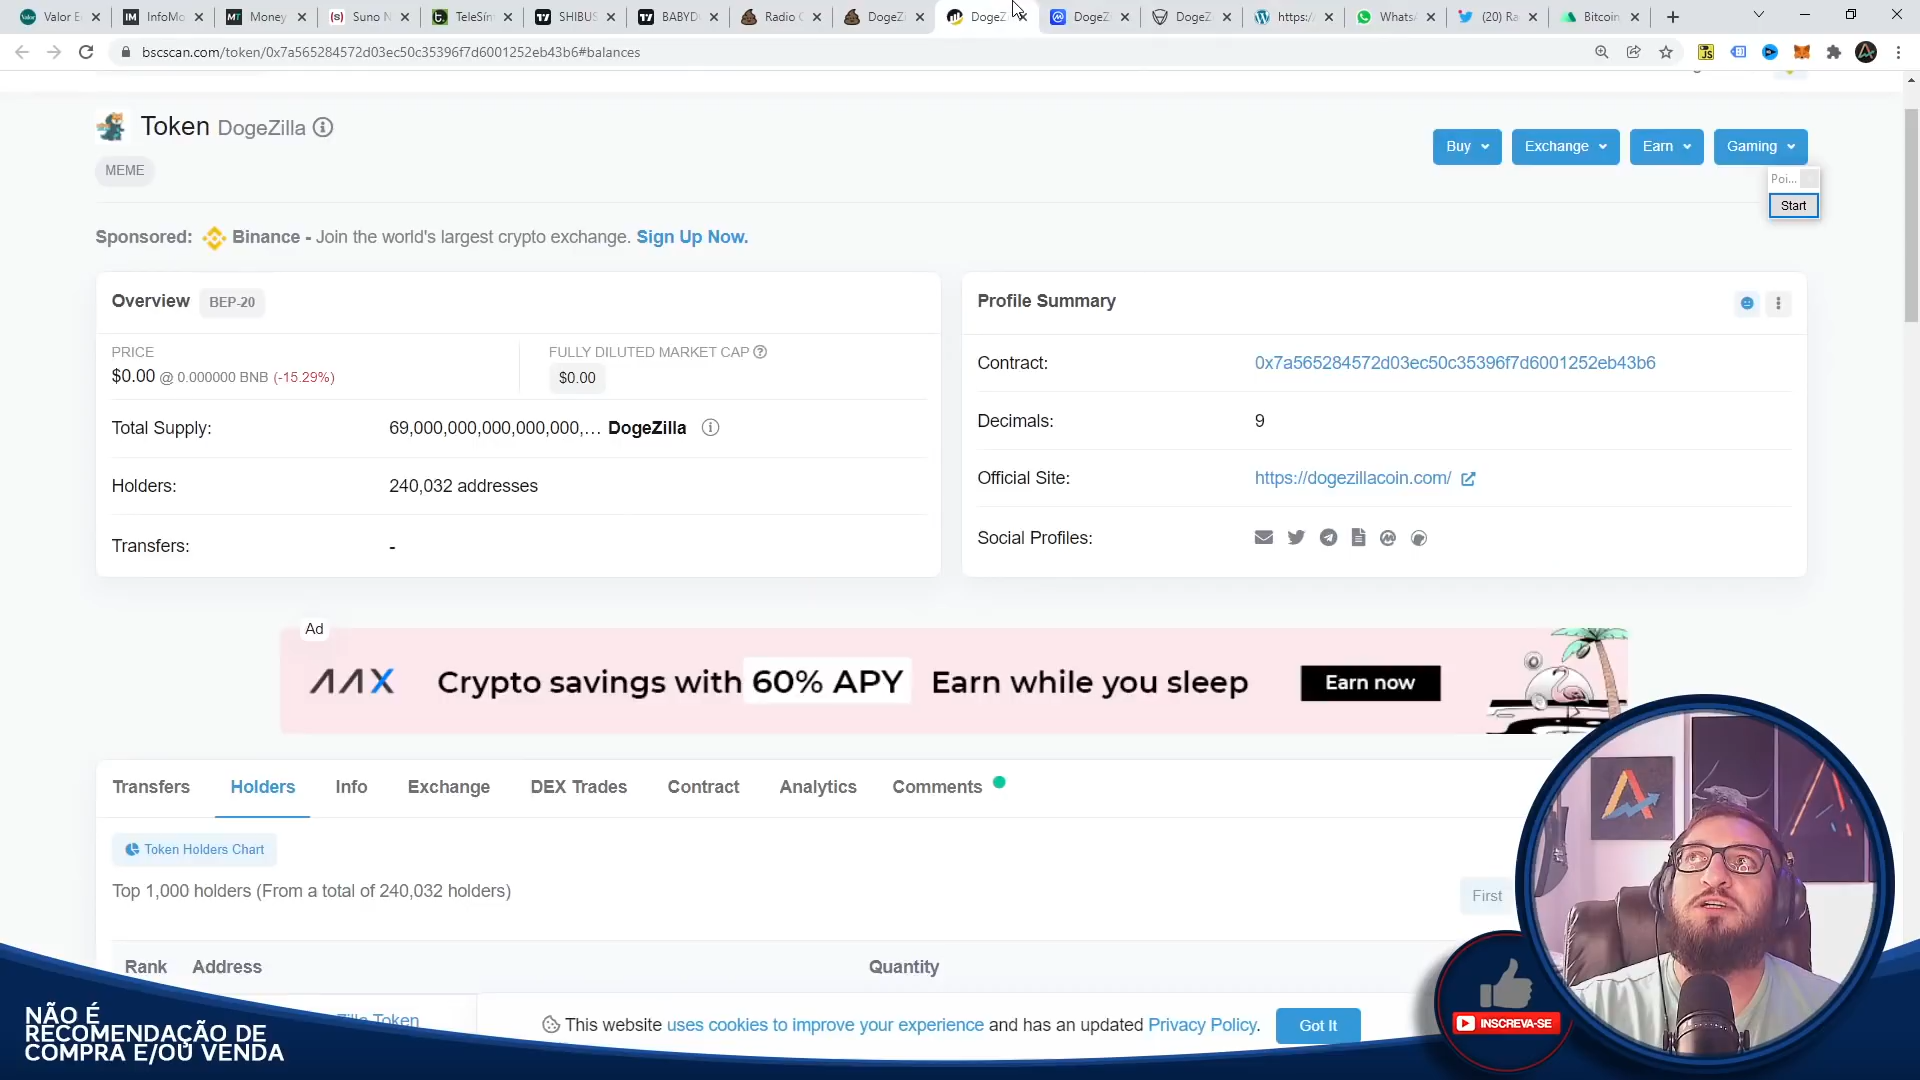 Valor E
InfoMo
Money
Suno N
TeleSín
SHIBUS
BABYD
Radio C
DogeZi
DogeZ
DogeZ
DogeZ
https:/
Whats
(20) Ra
Bitcoin
bscscan.com/token/0x7a565284572d03ec50c35396f7d6001252eb43b6#balances
Token DogeZilla
MEME
Buy
Exchange
Earn
Gaming
Poi...
Start
Sponsored: Binance - Join the world's largest crypto exchange. Sign Up Now.
Overview BEP-20
PRICE
$0.00 @ 0.000000 BNB (-15.29%)
FULLY DILUTED MARKET CAP
$0.00
Total Supply: 69,000,000,000,000,000,... DogeZilla
Holders: 240,032 addresses
Transfers: -
Profile Summary
Contract: 0x7a565284572d03ec50c35396f7d6001252eb43b6
Decimals: 9
Official Site: https://dogezillacoin.com/
Social Profiles:
Ad
AAX Crypto savings with 60% APY Earn while you sleep Earn now
Transfers Holders Info Exchange DEX Trades Contract Analytics Comments
Token Holders Chart
Top 1,000 holders (From a total of 240,032 holders)
First
Rank Address Quantity
Zilla Token
This website uses cookies to improve your experience and has an updated Privacy Policy. Got It
NÃO É
RECOMENDAÇÃO DE
COMPRA E/OU VENDA
INSCREVA-SE